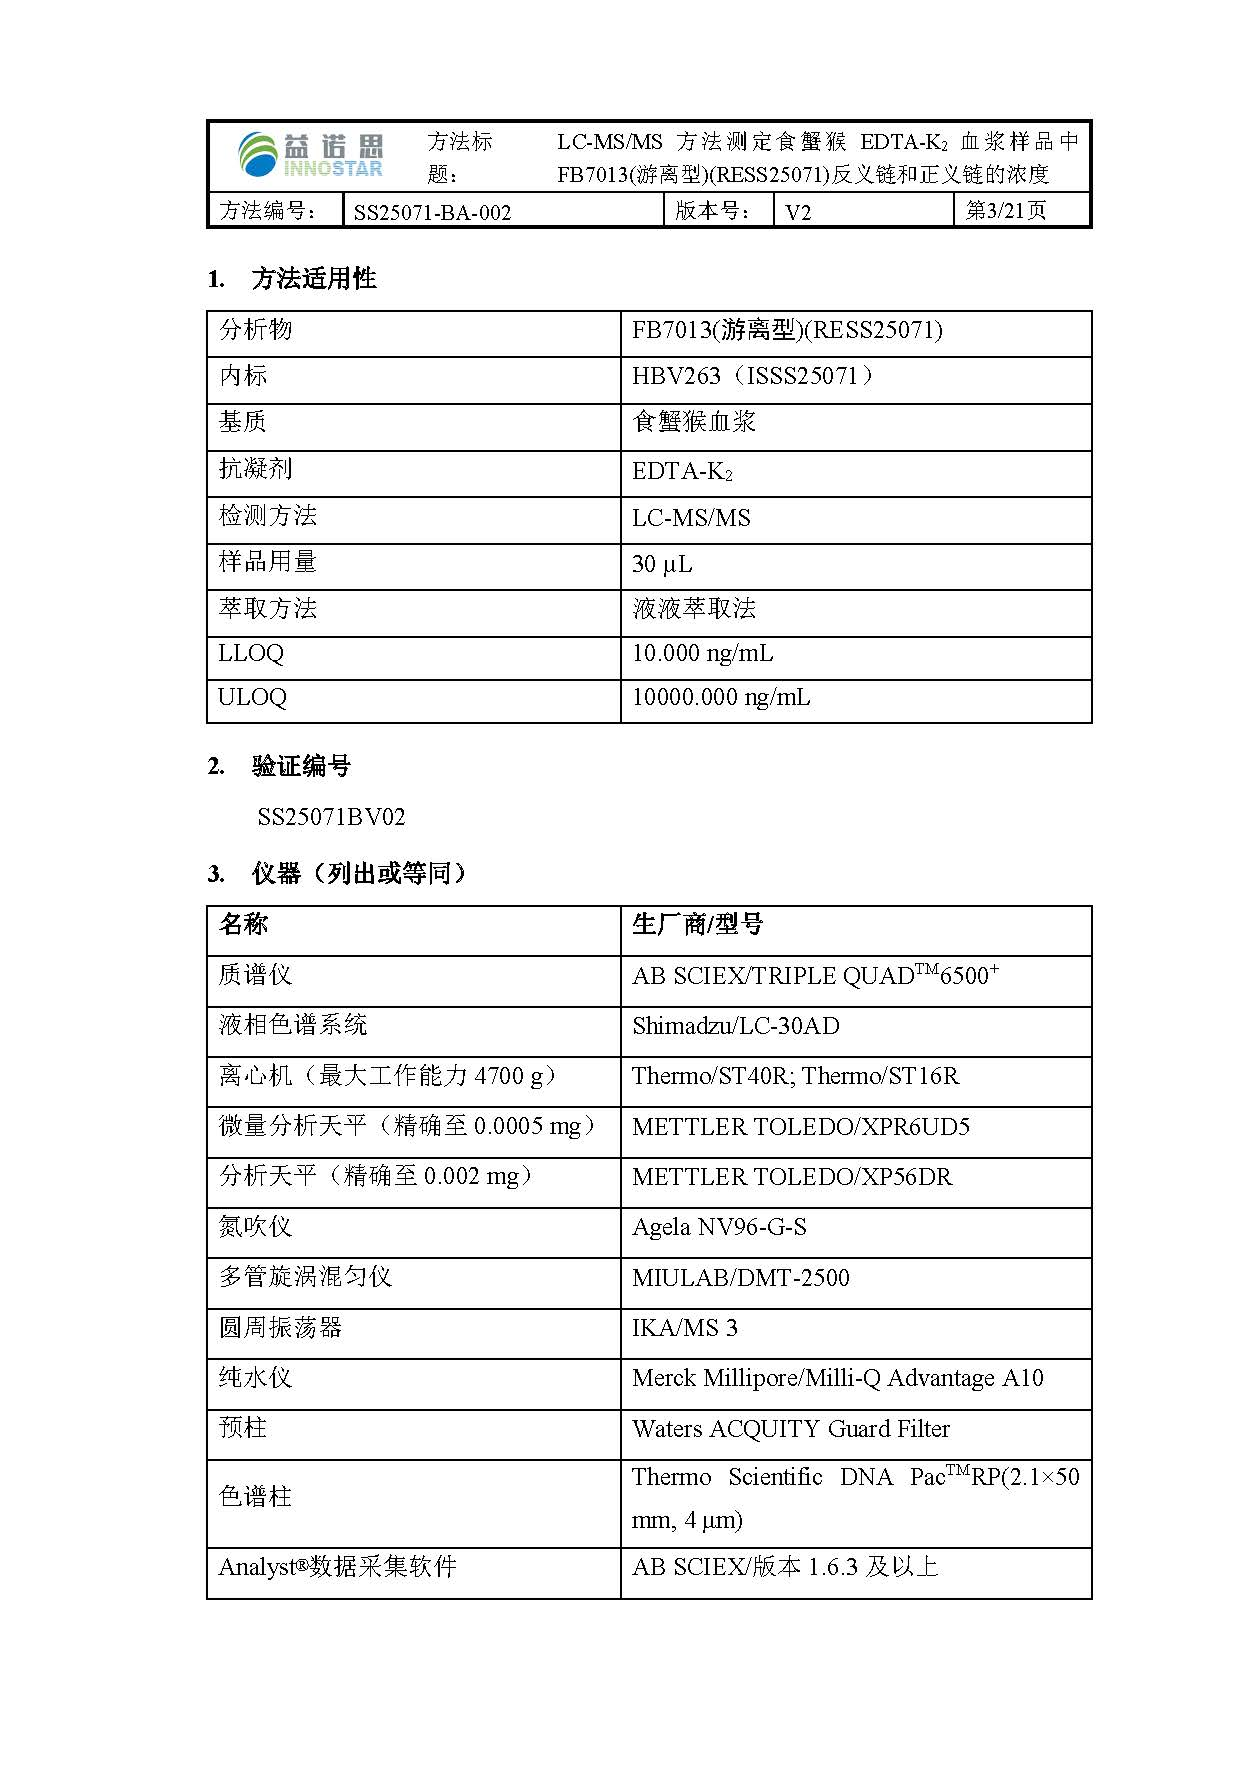 益诺思
INNOSTAR
方法标题：
LC-MS/MS 方法测定食蟹猴 EDTA-K₂ 血浆样品中
FB7013(游离型)(RESS25071)反义链和正义链的浓度
方法编号： SS25071-BA-002 版本号： V2 第3/21页
1. 方法适用性
分析物 FB7013(游离型)(RESS25071)
内标 HBV263（ISSS25071）
基质 食蟹猴血浆
抗凝剂 EDTA-K₂
检测方法 LC-MS/MS
样品用量 30 μL
萃取方法 液液萃取法
LLOQ 10.000 ng/mL
ULOQ 10000.000 ng/mL
2. 验证编号
SS25071BV02
3. 仪器（列出或等同）
名称 生厂商/型号
质谱仪 AB SCIEX/TRIPLE QUAD™6500⁺
液相色谱系统 Shimadzu/LC-30AD
离心机（最大工作能力 4700 g） Thermo/ST40R; Thermo/ST16R
微量分析天平（精确至 0.0005 mg） METTLER TOLEDO/XPR6UD5
分析天平（精确至 0.002 mg） METTLER TOLEDO/XP56DR
氮吹仪 Agela NV96-G-S
多管旋涡混匀仪 MIULAB/DMT-2500
圆周振荡器 IKA/MS 3
纯水仪 Merck Millipore/Milli-Q Advantage A10
预柱 Waters ACQUITY Guard Filter
色谱柱 Thermo Scientific DNA Pac™RP(2.1×50
mm, 4 μm)
Analyst®数据采集软件 AB SCIEX/版本 1.6.3 及以上